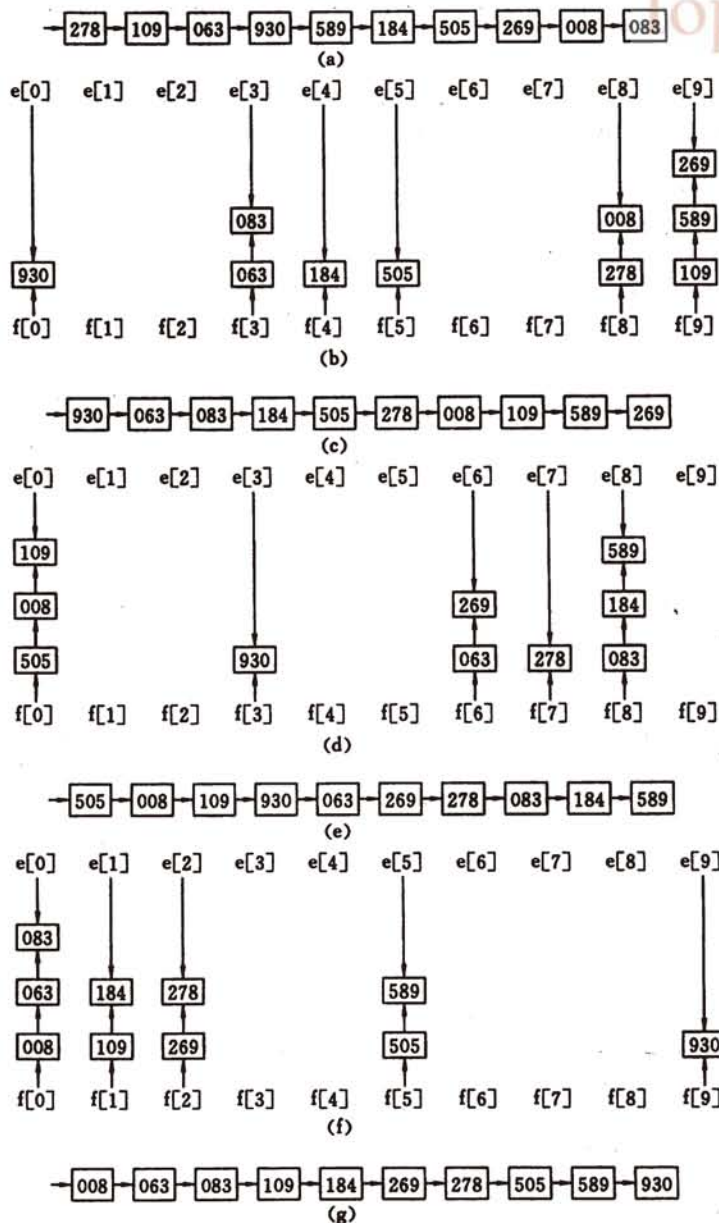 278 109 063 930 589 184 505 269 008 083
(a)
e[0] e[1] e[2] e[3] e[4] e[5] e[6] e[7] e[8] e[9]
269
083 008 589
930 063 184 505 278 109
f[0] f[1] f[2] f[3] f[4] f[5] f[6] f[7] f[8] f[9]
(b)
930 063 083 184 505 278 008 109 589 269
(c)
e[0] e[1] e[2] e[3] e[4] e[5] e[6] e[7] e[8] e[9]
109 589
008 269 184
505 930 063 278 083
f[0] f[1] f[2] f[3] f[4] f[5] f[6] f[7] f[8] f[9]
(d)
505 008 109 930 063 269 278 083 184 589
(e)
e[0] e[1] e[2] e[3] e[4] e[5] e[6] e[7] e[8] e[9]
083
063 184 278 589
008 109 269 505 930
f[0] f[1] f[2] f[3] f[4] f[5] f[6] f[7] f[8] f[9]
(f)
008 063 083 109 184 269 278 505 589 930
(g)